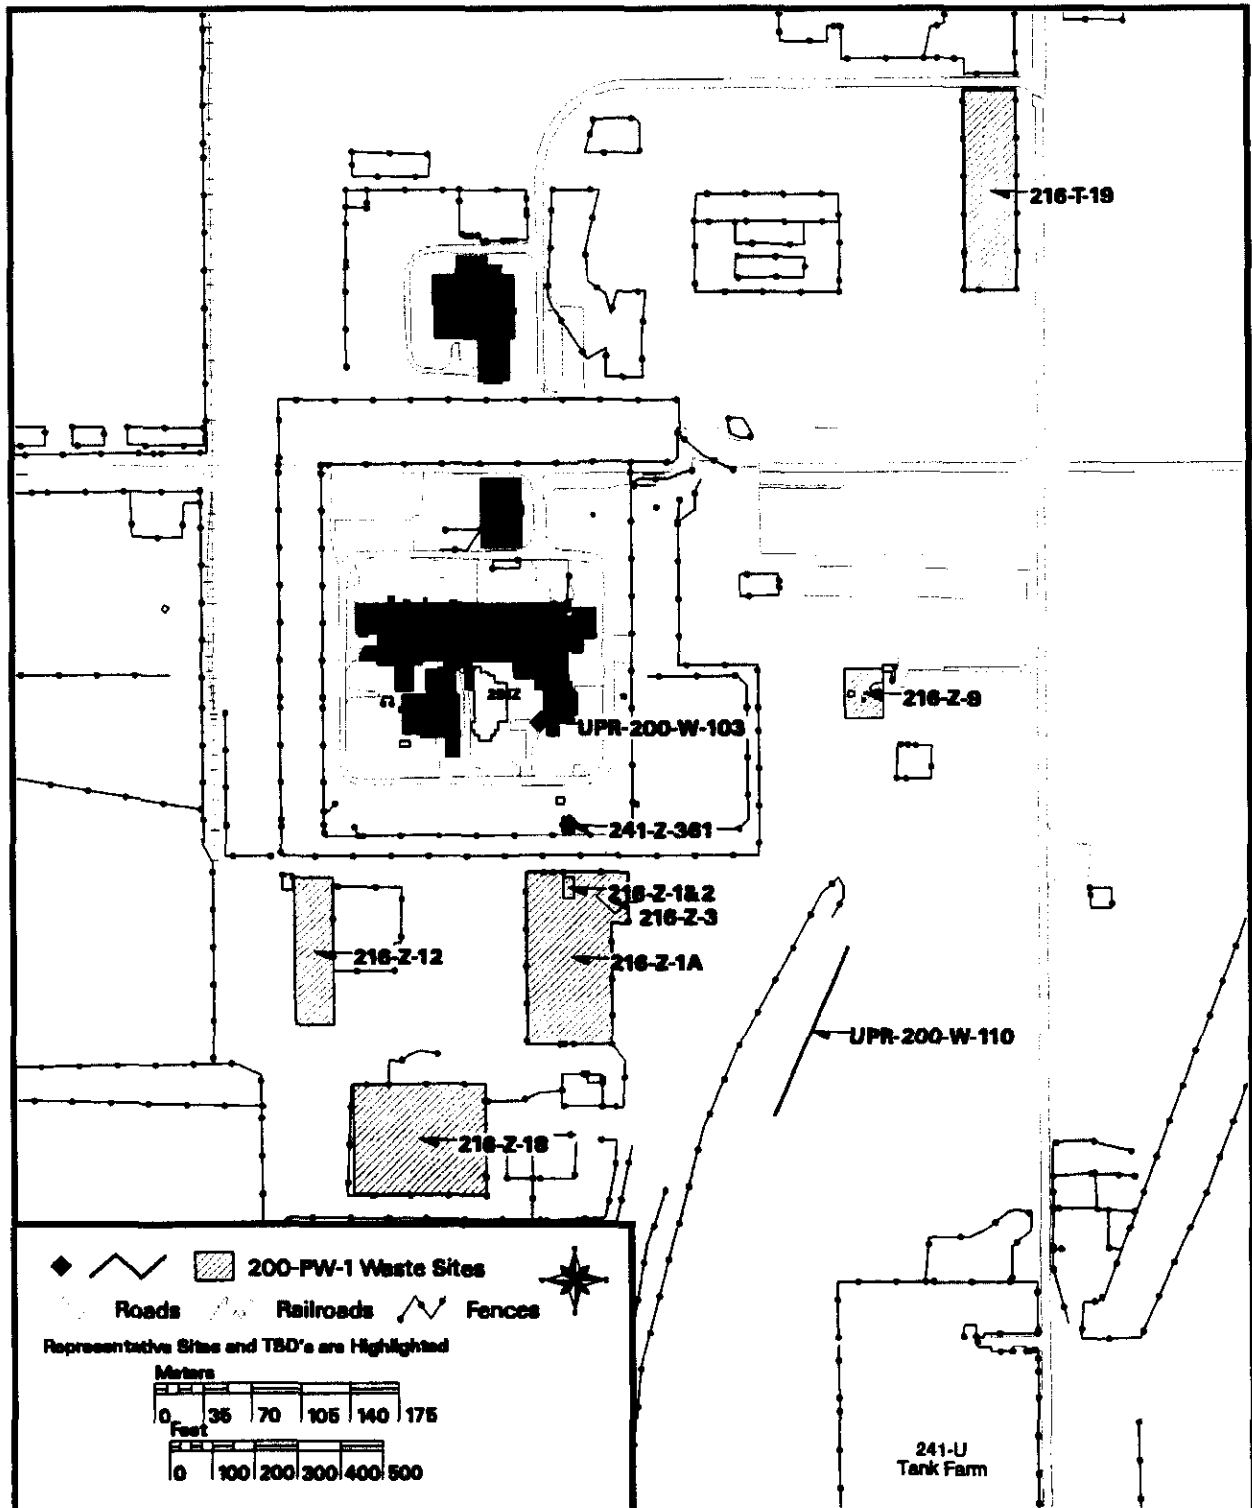 216-T-19
216-Z-9
UPR-200-W-103
241-Z-361
216-Z-1&2
216-Z-3
216-Z-12
216-Z-1A
UPR-200-W-110
216-Z-18
200-PW-1 Waste Sites
Roads Railroads Fences
Representative Sites and TBD's are Highlighted
Meters
0 35 70 105 140 175
Feet
0 100 200 300 400 500
241-U
Tank Farm